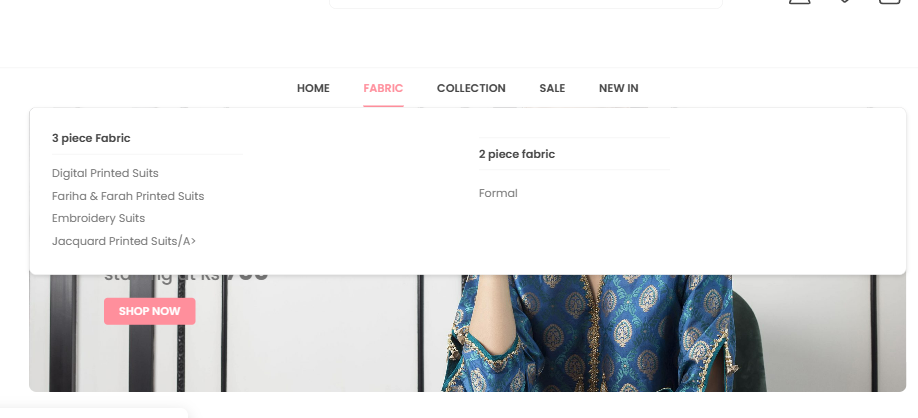 HOME FABRIC COLLECTION SALE NEW IN
3 piece Fabric
Digital Printed Suits
Fariha & Farah Printed Suits
Embroidery Suits
Jacquard Printed Suits/A>
2 piece fabric
Formal
SHOP NOW